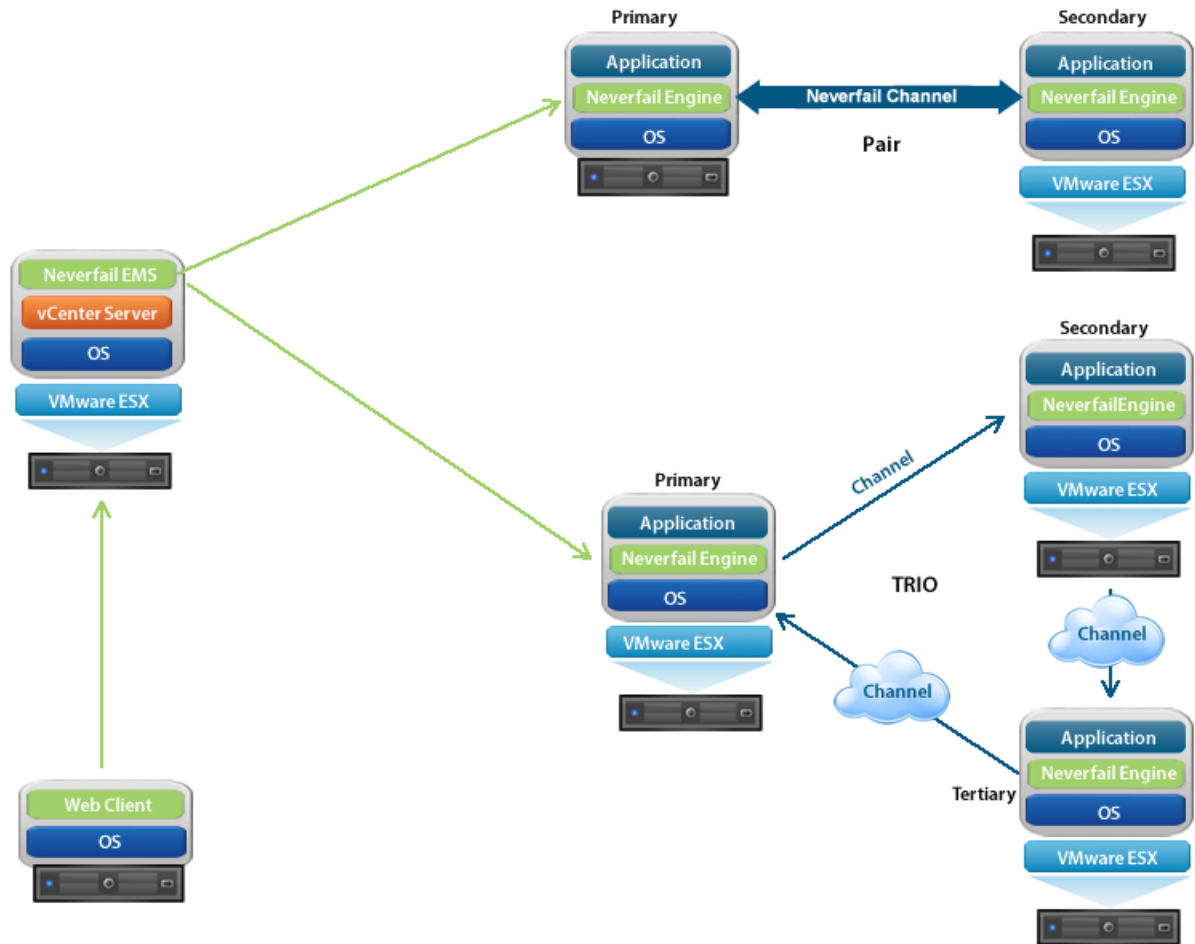 Primary
Application
Neverfail Engine
OS
Neverfail Channel
Pair
Secondary
Application
Neverfail Engine
OS
VMware ESX
Neverfail EMS
vCenter Server
OS
VMware ESX
Web Client
OS
Primary
Application
Neverfail Engine
OS
VMware ESX
Channel
TRIO
Secondary
Application
NeverfailEngine
OS
VMware ESX
Channel
Channel
Tertiary
Application
Neverfail Engine
OS
VMware ESX